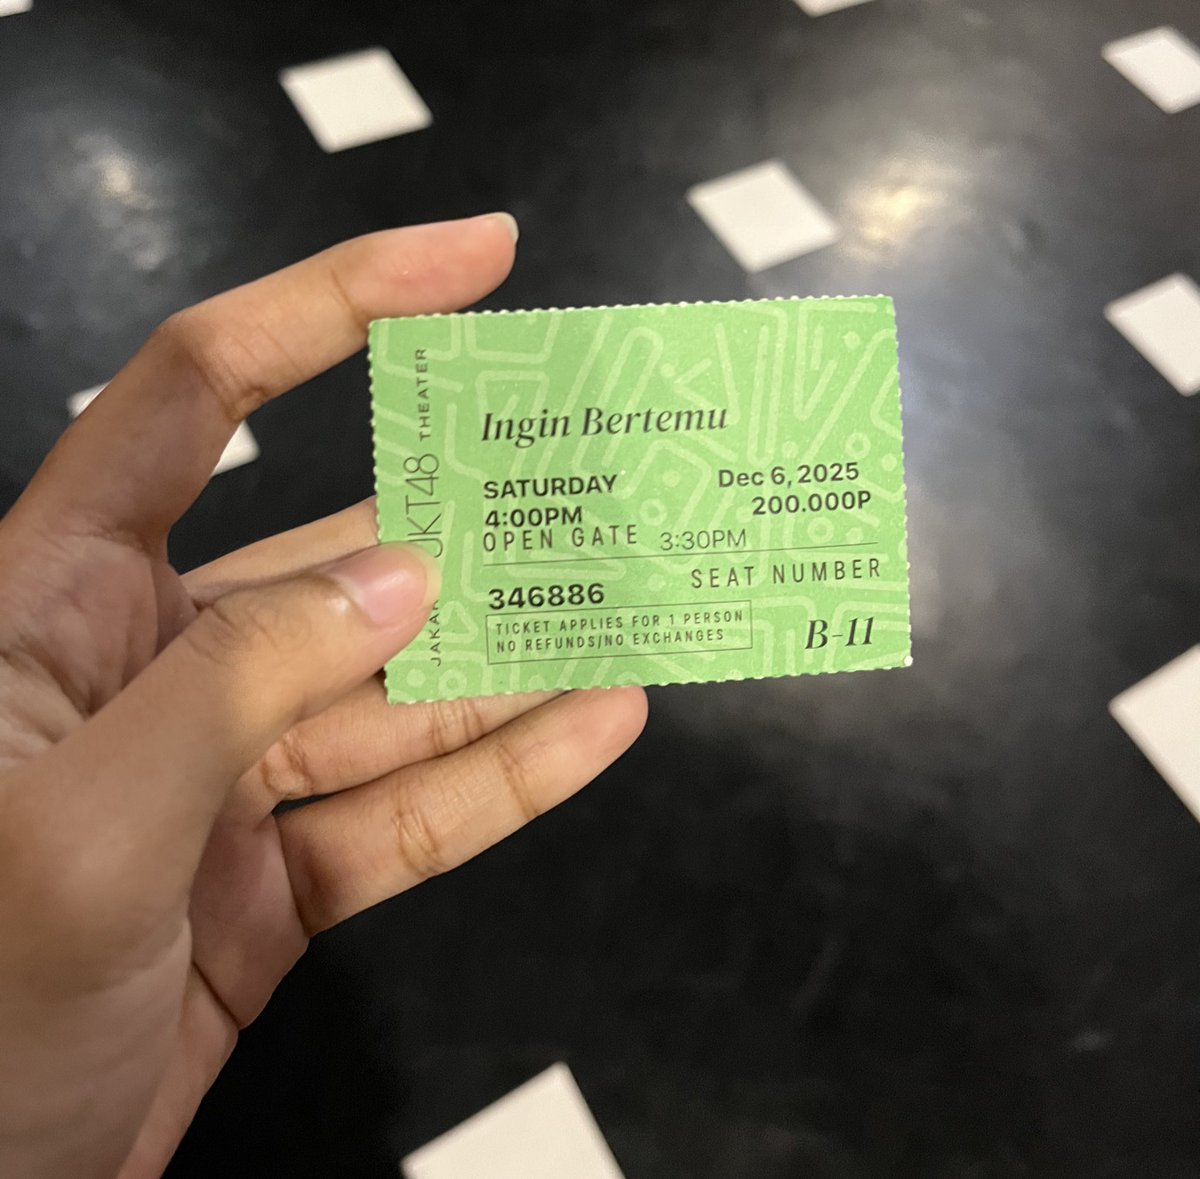 JKT48 THEATER
Ingin Bertemu
SATURDAY
Dec 6, 2025
4:00PM
200.000P
OPEN GATE 3:30PM
346886
SEAT NUMBER
TICKET APPLIES FOR 1 PERSON
NO REFUNDS/NO EXCHANGES
B-11